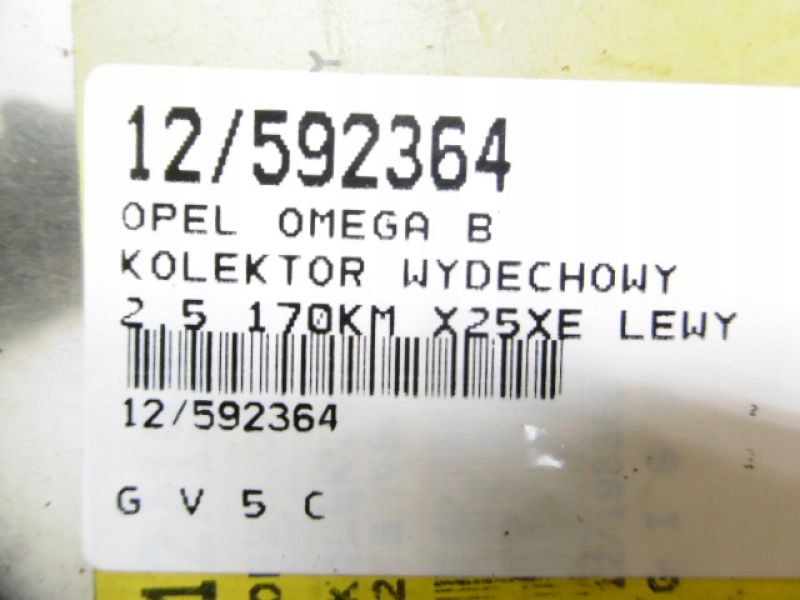 12/592364
OPEL OMEGA B
KOLEKTOR WYDECHOWY
2.5 170KM X25XE LEWY
12/592364
G V 5 C